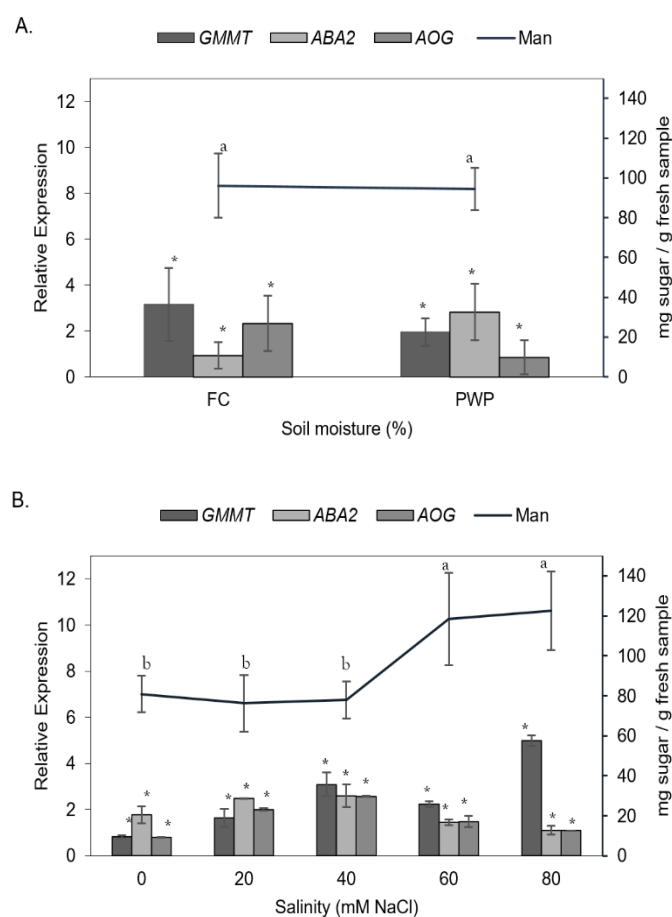 A.
GMMT ABA2 AOG Man
12 140
10 120
100
8 a a 80
6 60
4 40
2 20
0 0
* * * * * *
Relative Expression
mg sugar / g fresh sample
FC PWP
Soil moisture (%)
B.
GMMT ABA2 AOG Man
12 140
10 120
100
8 80
6 60
4 40
2 20
0 0
b b b a a
* * * * * * * * * * * * * * *
Relative Expression
mg sugar / g fresh sample
0 20 40 60 80
Salinity (mM NaCl)